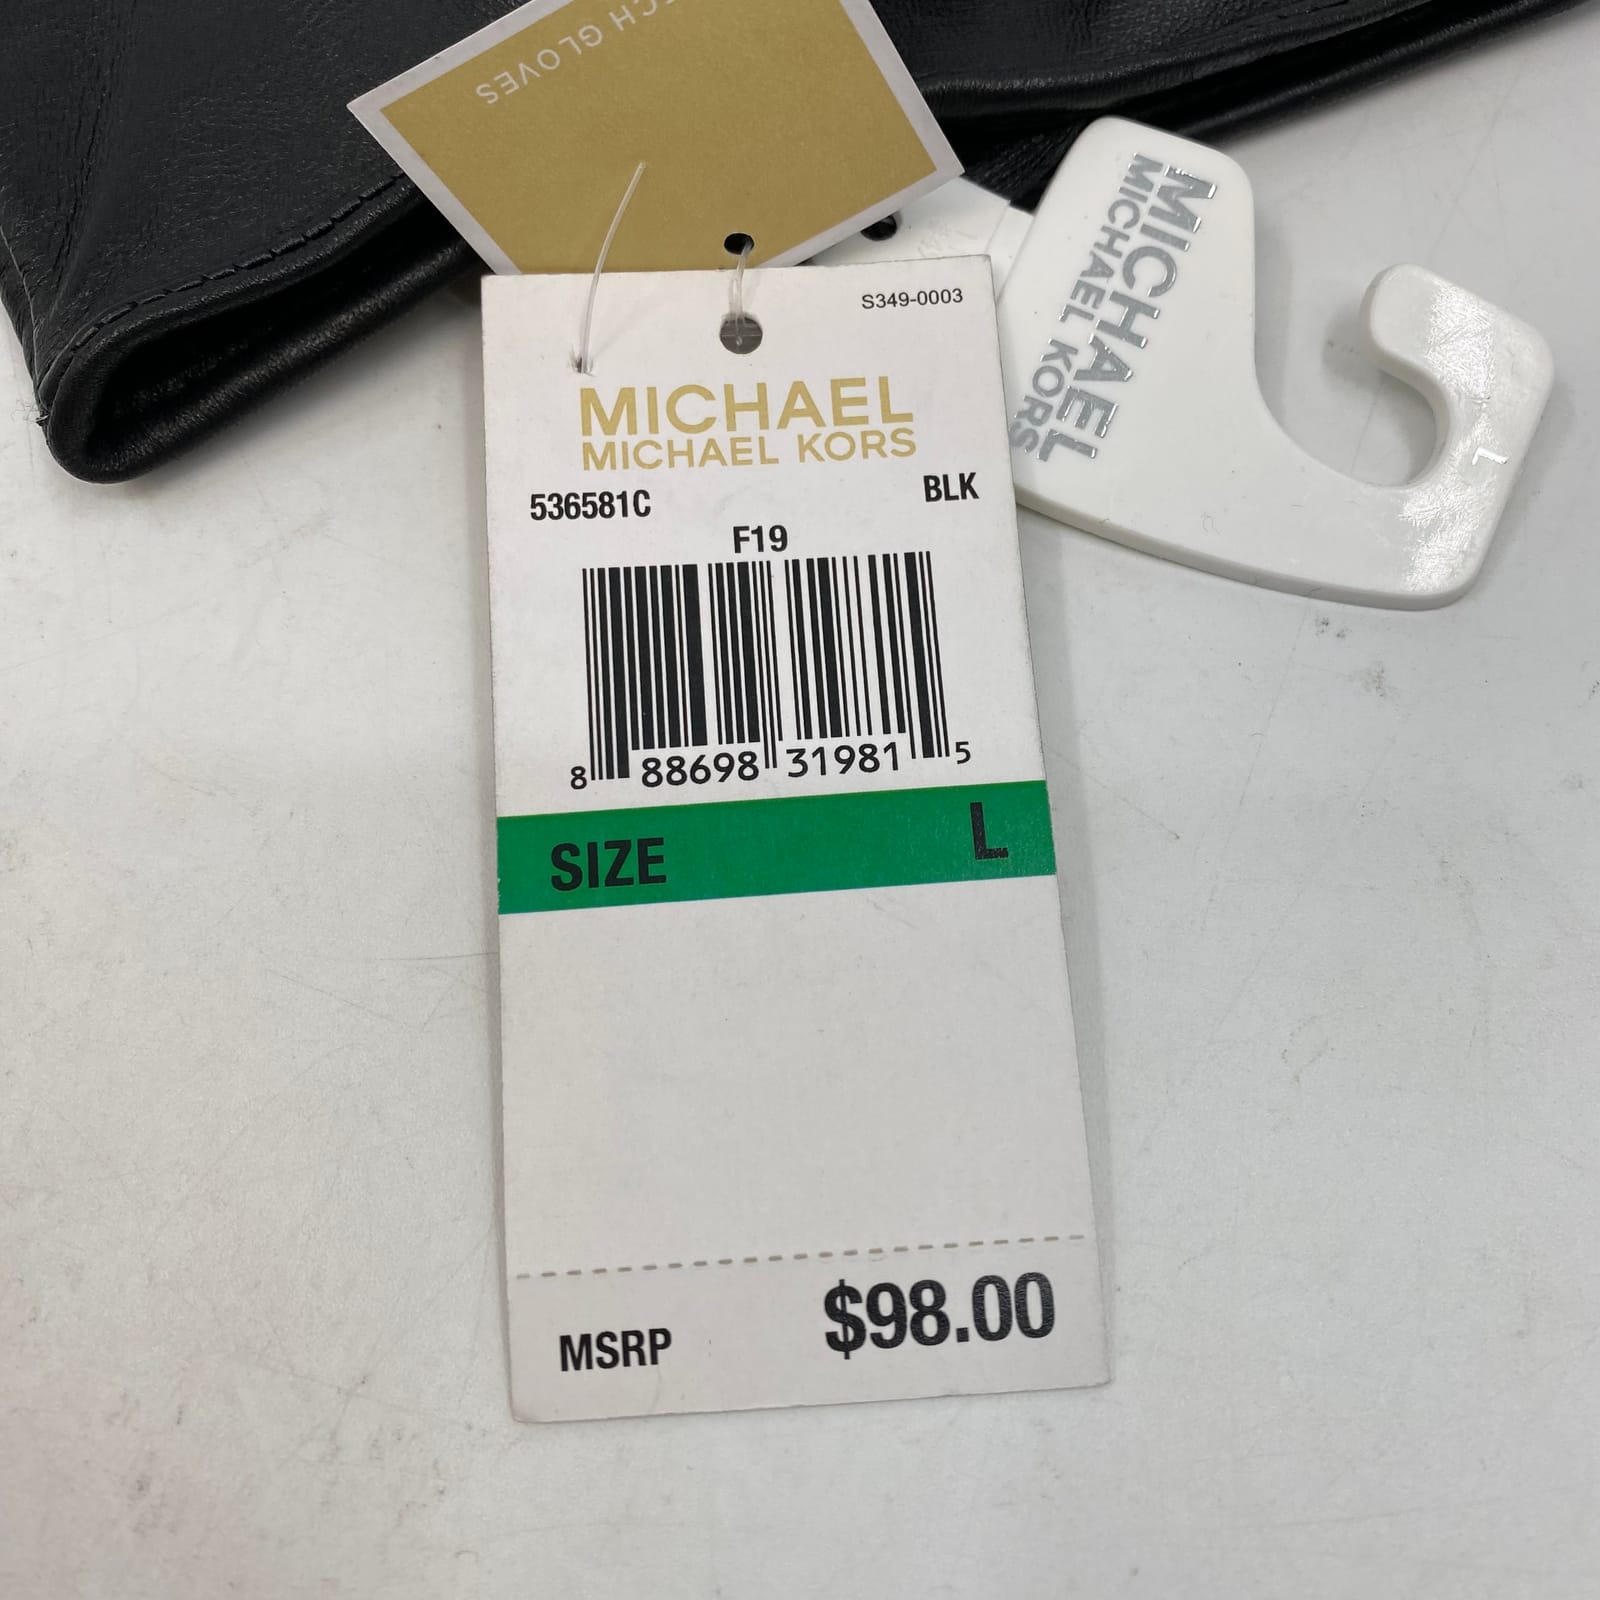 GLOVES
S349-0003
MICHAEL
MICHAEL KORS
536581C BLK
F19
8 88698 31981 5
SIZE L
MSRP $98.00
MICHAEL
MICHAEL KORS
L